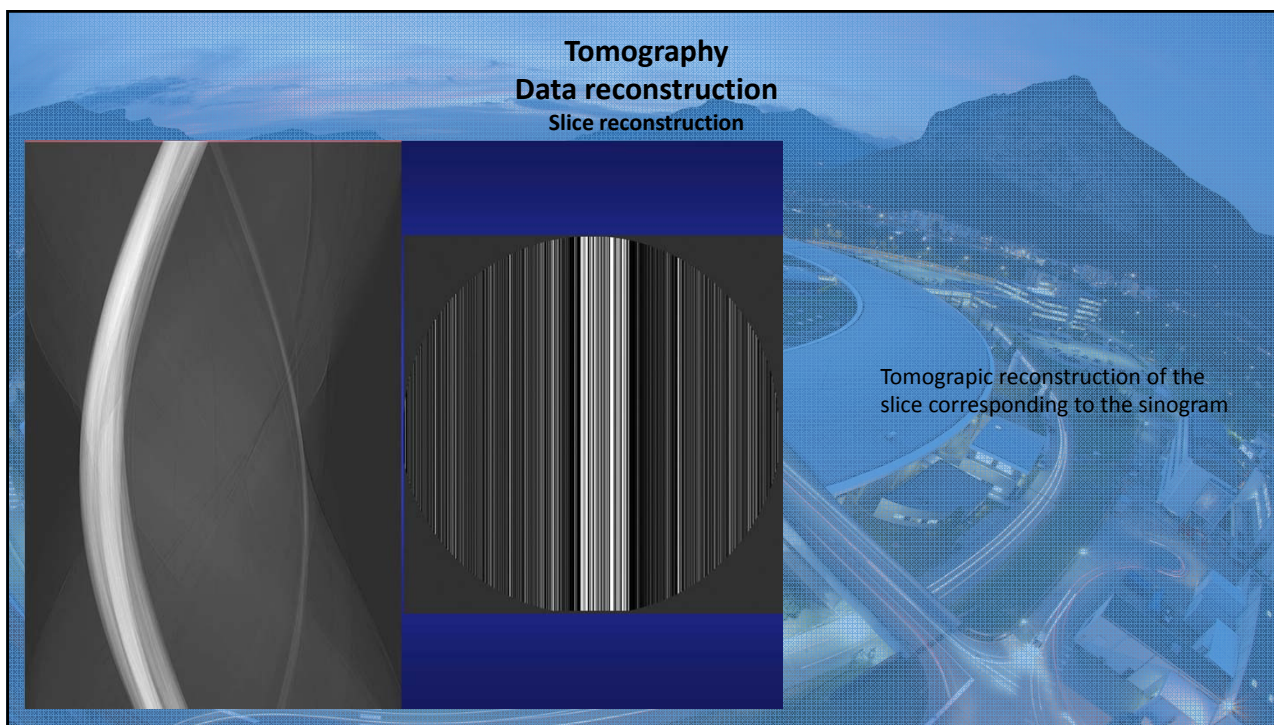 Tomography
Data reconstruction
Slice reconstruction
Tomograpic reconstruction of the
slice corresponding to the sinogram